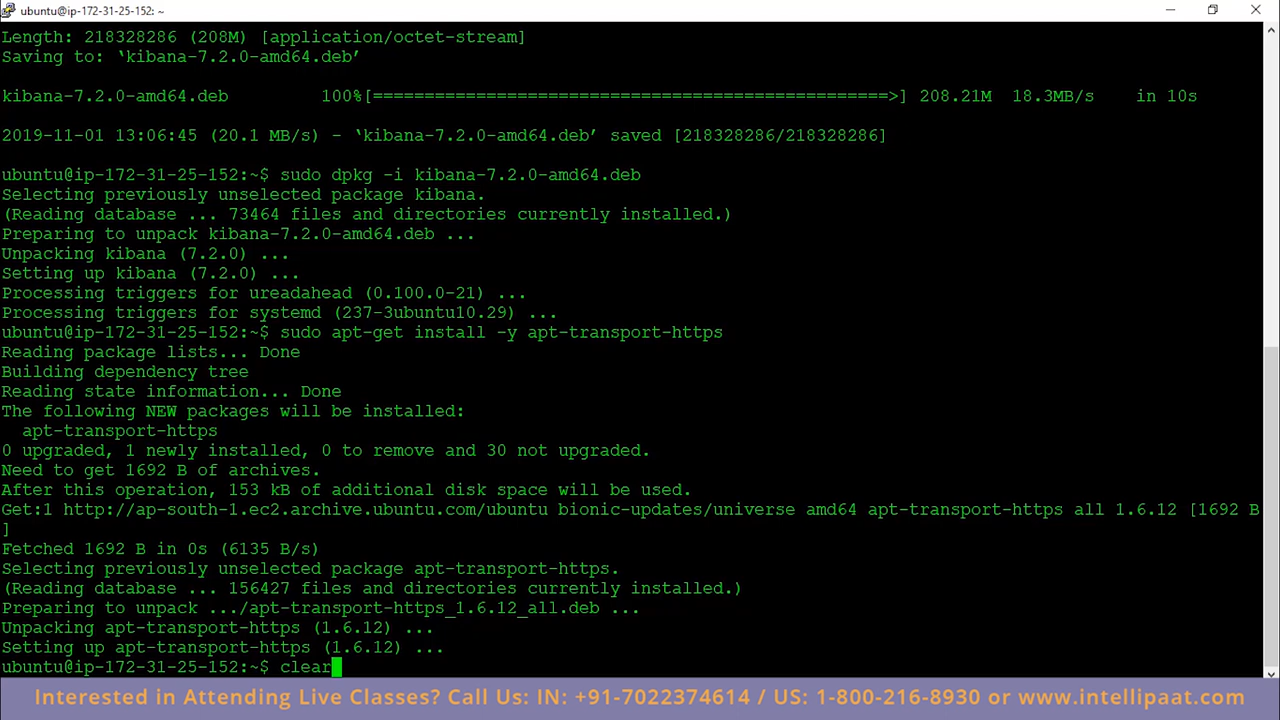 ubuntu@ip-172-31-25-152: ~
Length: 218328286 (208M) [application/octet-stream]
Saving to: ‘kibana-7.2.0-amd64.deb’
kibana-7.2.0-amd64.deb 100%[==================================================>] 208.21M 18.3MB/s in 10s
2019-11-01 13:06:45 (20.1 MB/s) - ‘kibana-7.2.0-amd64.deb’ saved [218328286/218328286]
ubuntu@ip-172-31-25-152:~$ sudo dpkg -i kibana-7.2.0-amd64.deb
Selecting previously unselected package kibana.
(Reading database ... 73464 files and directories currently installed.)
Preparing to unpack kibana-7.2.0-amd64.deb ...
Unpacking kibana (7.2.0) ...
Setting up kibana (7.2.0) ...
Processing triggers for ureadahead (0.100.0-21) ...
Processing triggers for systemd (237-3ubuntu10.29) ...
ubuntu@ip-172-31-25-152:~$ sudo apt-get install -y apt-transport-https
Reading package lists... Done
Building dependency tree
Reading state information... Done
The following NEW packages will be installed:
apt-transport-https
0 upgraded, 1 newly installed, 0 to remove and 30 not upgraded.
Need to get 1692 B of archives.
After this operation, 153 kB of additional disk space will be used.
Get:1 http://ap-south-1.ec2.archive.ubuntu.com/ubuntu bionic-updates/universe amd64 apt-transport-https all 1.6.12 [1692 B
]
Fetched 1692 B in 0s (6135 B/s)
Selecting previously unselected package apt-transport-https.
(Reading database ... 156427 files and directories currently installed.)
Preparing to unpack .../apt-transport-https_1.6.12_all.deb ...
Unpacking apt-transport-https (1.6.12) ...
Setting up apt-transport-https (1.6.12) ...
ubuntu@ip-172-31-25-152:~$ clear
Interested in Attending Live Classes? Call Us: IN: +91-7022374614 / US: 1-800-216-8930 or www.intellipaat.com